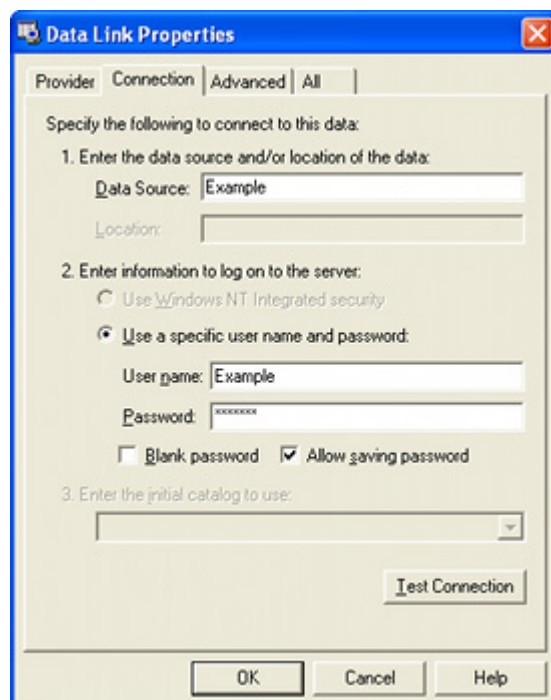 Data Link Properties
Provider Connection Advanced All
Specify the following to connect to this data:
1. Enter the data source and/or location of the data:
Data Source: Example
Location:
2. Enter information to log on to the server:
Use Windows NT Integrated security
Use a specific user name and password:
User name: Example
Password: *******
Blank password Allow saving password
3. Enter the initial catalog to use:
Test Connection
OK Cancel Help